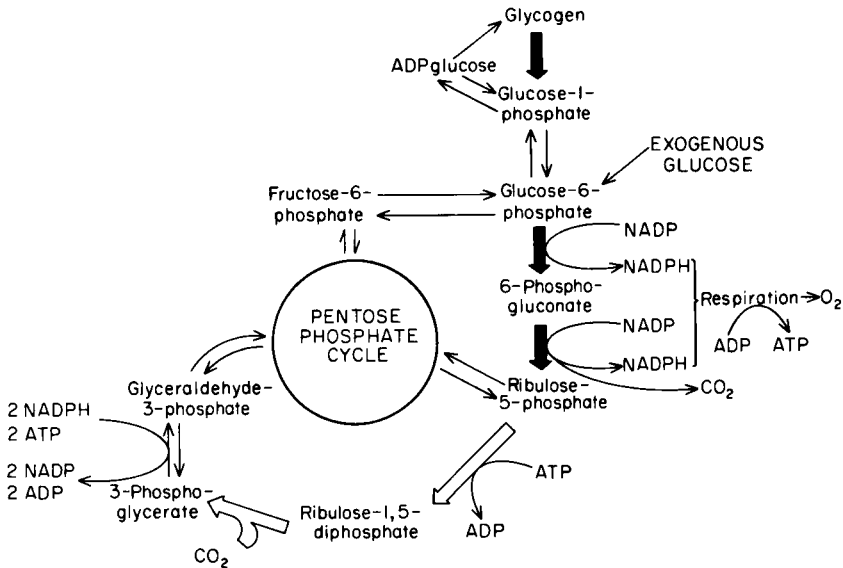 Glycogen
ADPglucose
Glucose-1-
phosphate
EXOGENOUS
GLUCOSE
Fructose-6-
phosphate
Glucose-6-
phosphate
NADP
NADPH
6-Phospho-
gluconate
Respiration
O2
NADP
ADP
ATP
NADPH
CO2
PENTOSE
PHOSPHATE
CYCLE
Ribulose-
5-phosphate
Glyceraldehyde-
3-phosphate
2 NADPH
2 ATP
2 NADP
2 ADP
3-Phospho-
glycerate
CO2
Ribulose-1,5-
diphosphate
ATP
ADP